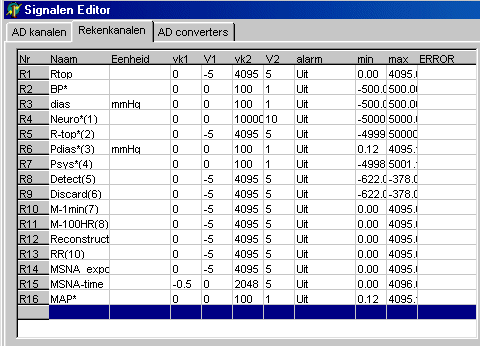 Signalen Editor
AD kanalen Rekenkanalen AD converters
Nr Naam Eenheid vk1 V1 vk2 V2 alarm min max ERROR
R1 Rtop 0 -5 4095 5 Uit 0.00 4095.0
R2 BP* 0 0 100 1 Uit -500.0 500.00
R3 dias mmHg 0 0 100 1 Uit -500.0 500.00
R4 Neuro*(1) 0 0 10000 10 Uit -5000 5000.0
R5 R-top*(2) 0 -5 4095 5 Uit -4999 50000
R6 Pdias*(3) mmHg 0 0 100 1 Uit 0.12 4095.
R7 Psys*(4) 0 0 100 1 Uit -4998 5001.
R8 Detect(5) 0 -5 4095 5 Uit -622.0 -378.0
R9 Discard(6) 0 -5 4095 5 Uit -622.0 -378.0
R10 M-1min(7) 0 -5 4095 5 Uit 0.00 4095.0
R11 M-100HR(8) 0 -5 4095 5 Uit 0.00 4095.0
R12 Reconstruct 0 -5 4095 5 Uit 0.00 4095.0
R13 RR(10) 0 -5 4095 5 Uit 0.00 4095.0
R14 MSNA_expo 0 -5 4095 5 Uit 0.00 4095.0
R15 MSNA-time -0.5 0 2048 5 Uit 0.00 4096.0
R16 MAP* 0 0 100 1 Uit 0.12 4095.